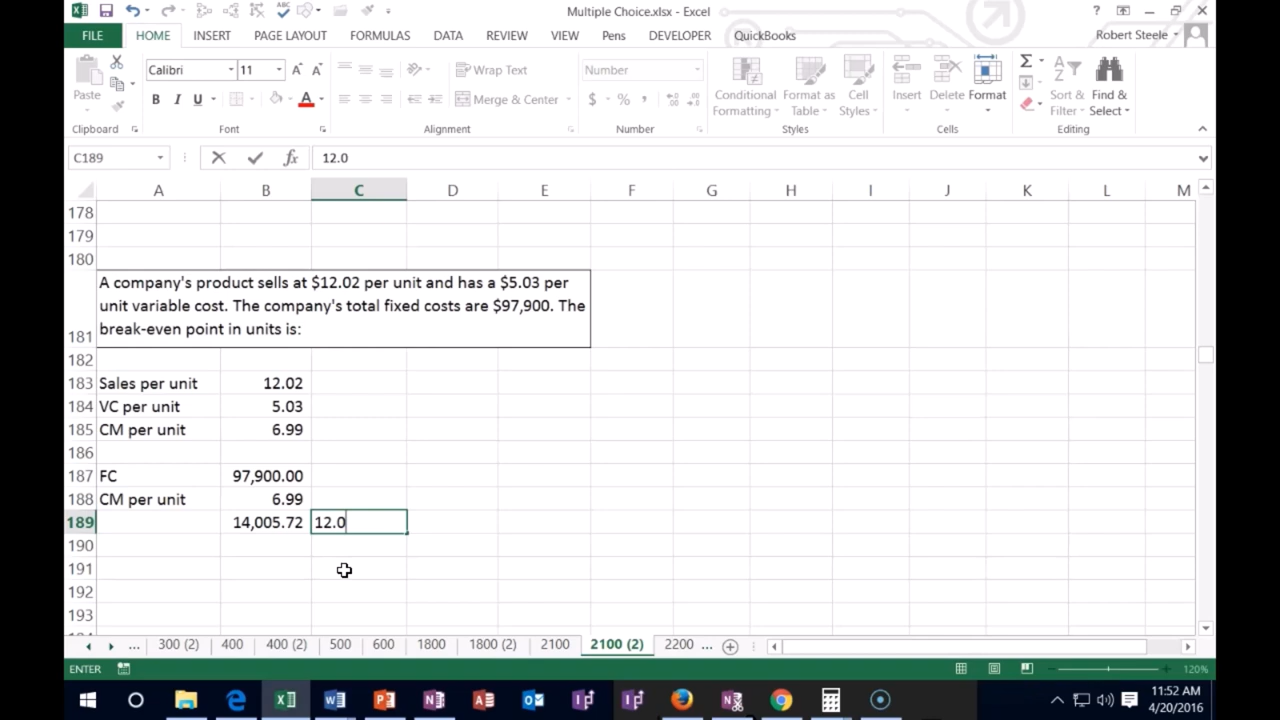 Multiple Choice.xlsx - Excel
?
FILE HOME INSERT PAGE LAYOUT FORMULAS DATA REVIEW VIEW Pens DEVELOPER QuickBooks Robert Steele
Paste
Calibri 11 A A
B I U A
Wrap Text
Merge & Center
Number
$ % ,
Conditional Formatting
Format as Table
Cell Styles
Insert Delete Format
Sort & Filter
Find & Select
Clipboard Font Alignment Number Styles Cells Editing
C189 fx 12.0
A B C D E F G H I J K L M
178
179
180
A company's product sells at $12.02 per unit and has a $5.03 per
unit variable cost. The company's total fixed costs are $97,900. The
181 break-even point in units is:
182
183 Sales per unit 12.02
184 VC per unit 5.03
185 CM per unit 6.99
186
187 FC 97,900.00
188 CM per unit 6.99
189 14,005.72 12.0
190
191
192
193
... 300 (2) 400 400 (2) 500 600 1800 1800 (2) 2100 2100 (2) 2200 ...
ENTER 120%
11:52 AM
4/20/2016